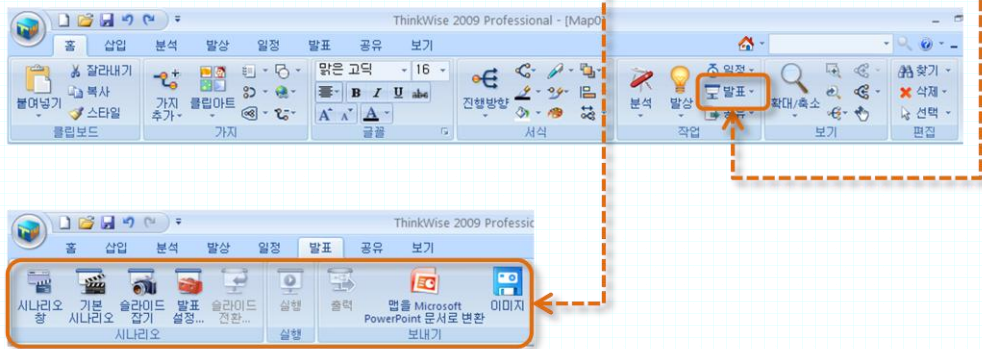 ThinkWise 2009 Professional - [Map0
홈 삽입 분석 발상 일정 발표 공유 보기
붙여넣기 잘라내기 복사 스타일
클립보드
가지 추가 클립아트
가지
맑은 고딕 16
B I U abc
A A A
글꼴
진행방향
서식
분석 발상 일정 발표 공유
작업
확대/축소
보기
찾기 삭제 선택
편집
ThinkWise 2009 Professio
홈 삽입 분석 발상 일정 발표 공유 보기
시나리오 창 기본 시나리오 슬라이드 잡기 발표 설정... 슬라이드 전환...
시나리오
실행
실행
출력 맵을 Microsoft PowerPoint 문서로 변환 이미지
보내기